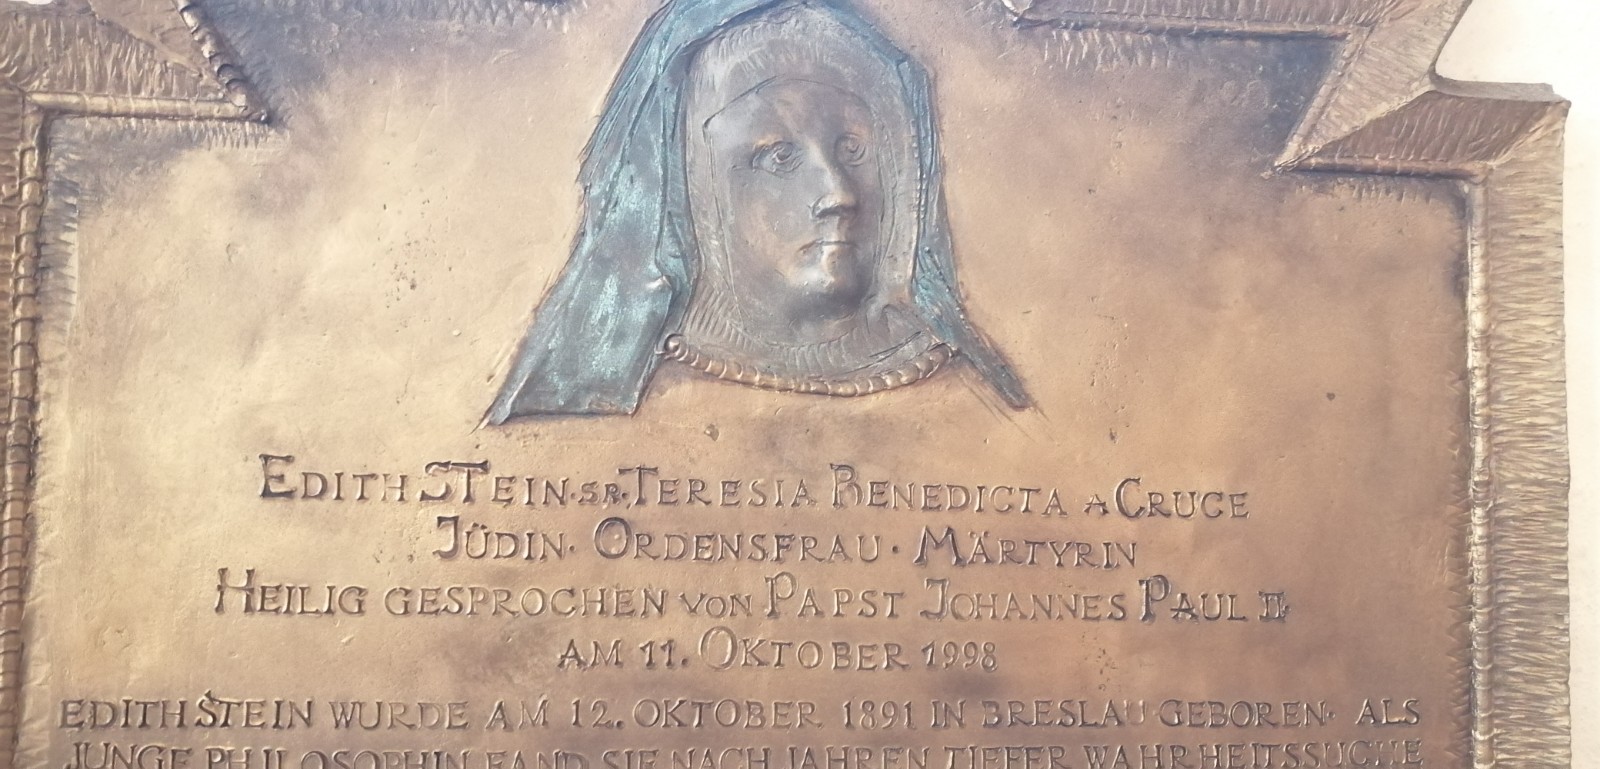 EDITH STEIN · SR. TERESIA BENEDICTA A CRUCE
JÜDIN · ORDENSFRAU · MÄRTYRIN
HEILIG GESPROCHEN VON PAPST JOHANNES PAUL II.
AM 11. OKTOBER 1998
EDITH STEIN WURDE AM 12. OKTOBER 1891 IN BRESLAU GEBOREN. ALS
JUNGE PHILOSOPHIN FAND SIE NACH JAHREN TIEFER WAHRHEITSSUCHE